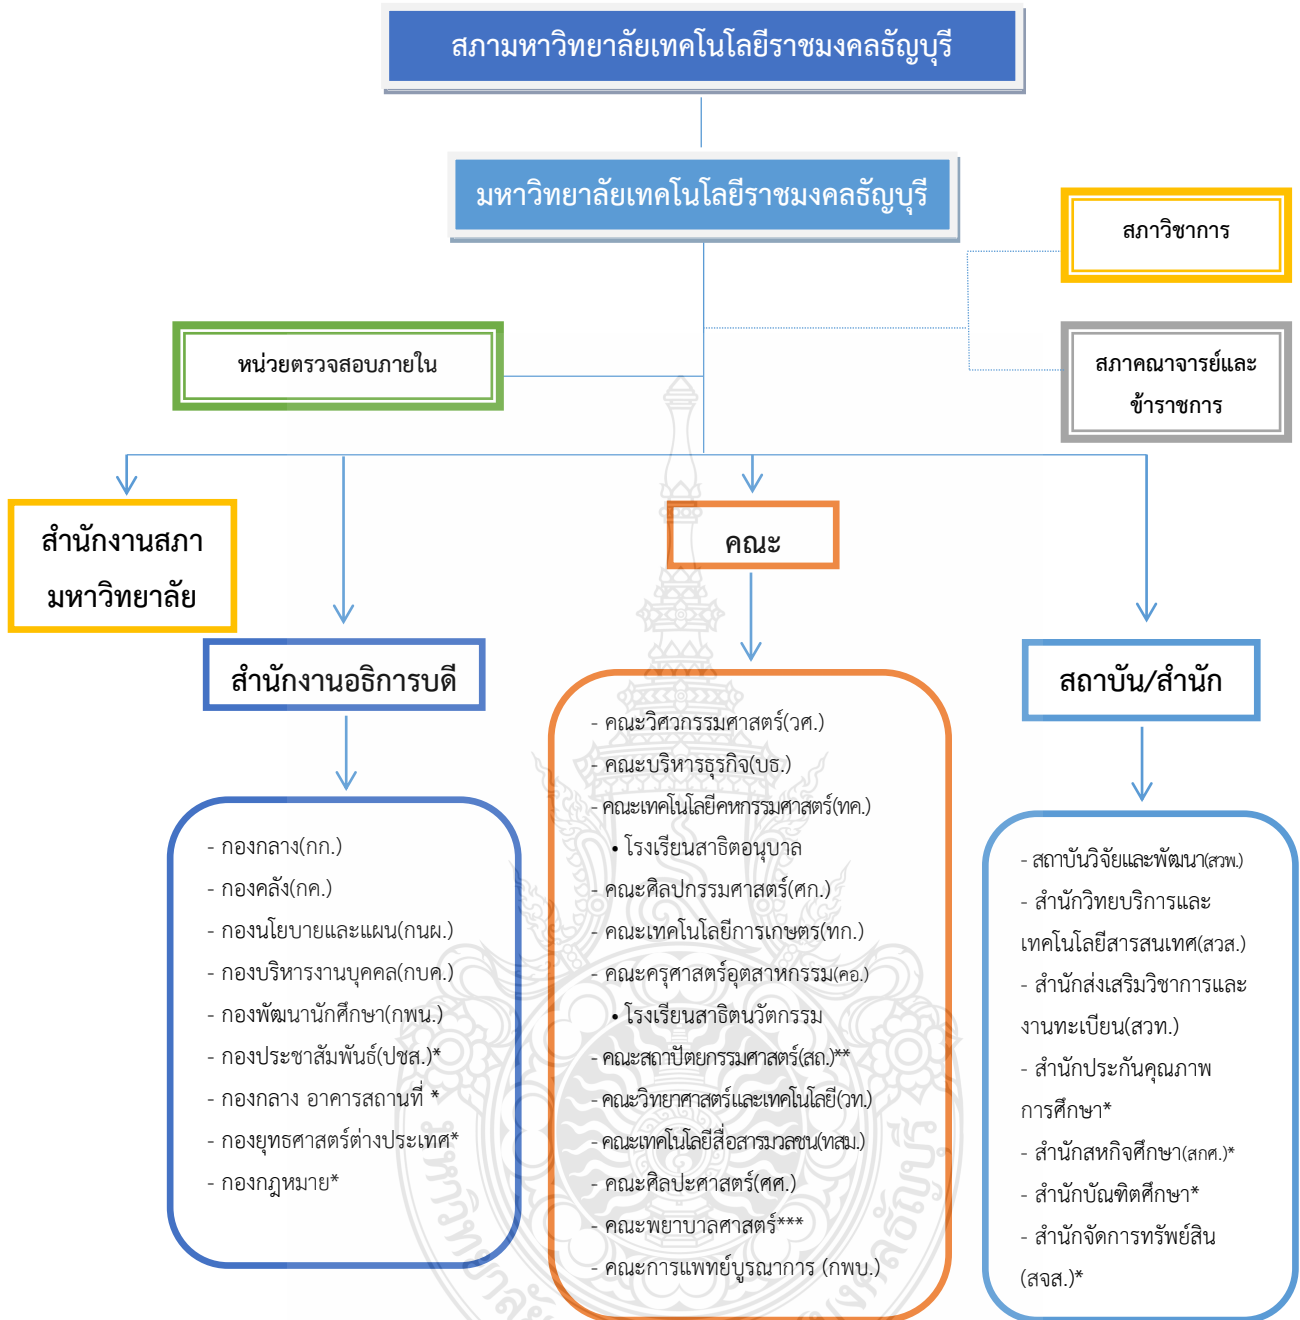 สภามหาวิทยาลัยเทคโนโลยีราชมงคลธัญบุรี
มหาวิทยาลัยเทคโนโลยีราชมงคลธัญบุรี
สภาวิชาการ
หน่วยตรวจสอบภายใน
สภาคณาจารย์และ
ข้าราชการ
สำนักงานสภา
มหาวิทยาลัย
คณะ
สำนักงานอธิการบดี
สถาบัน/สำนัก
- กองกลาง(กก.)
- กองคลัง(กค.)
- กองนโยบายและแผน(กนผ.)
- กองบริหารงานบุคคล(กบค.)
- กองพัฒนานักศึกษา(กพน.)
- กองประชาสัมพันธ์(ปชส.)*
- กองกลาง อาคารสถานที่ *
- กองยุทธศาสตร์ต่างประเทศ*
- กองกฎหมาย*
- คณะวิศวกรรมศาสตร์(วศ.)
- คณะบริหารธุรกิจ(บธ.)
- คณะเทคโนโลยีคหกรรมศาสตร์(ทค.)
• โรงเรียนสาธิตอนุบาล
- คณะศิลปกรรมศาสตร์(ศก.)
- คณะเทคโนโลยีการเกษตร(ทก.)
- คณะครุศาสตร์อุตสาหกรรม(คอ.)
• โรงเรียนสาธิตนวัตกรรม
- คณะสถาปัตยกรรมศาสตร์(สถ.)**
- คณะวิทยาศาสตร์และเทคโนโลยี(วท.)
- คณะเทคโนโลยีสื่อสารมวลชน(ทสม.)
- คณะศิลปะศาสตร์(ศศ.)
- คณะพยาบาลศาสตร์***
- คณะการแพทย์บูรณาการ (กพบ.)
- สถาบันวิจัยและพัฒนา(สวพ.)
- สำนักวิทยบริการและ
เทคโนโลยีสารสนเทศ(สวส.)
- สำนักส่งเสริมวิชาการและ
งานทะเบียน(สวท.)
- สำนักประกันคุณภาพ
การศึกษา*
- สำนักสหกิจศึกษา(สกศ.)*
- สำนักบัณฑิตศึกษา*
- สำนักจัดการทรัพย์สิน
(สจส.)*